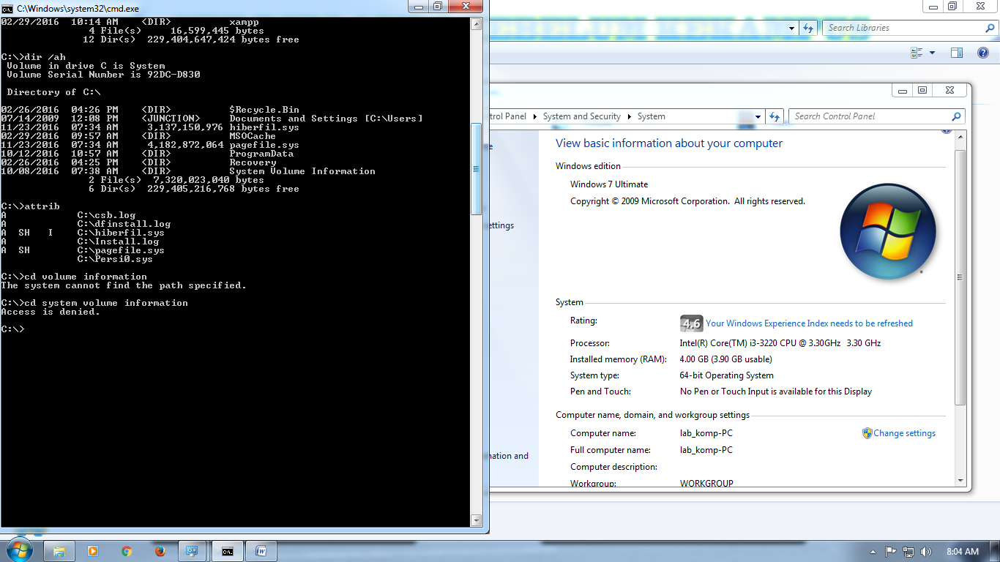 C:\Windows\system32\cmd.exe
02/29/2016  10:14 AM    <DIR>          xampp
               4 File(s)     16,599,445 bytes
              12 Dir(s)  229,404,647,424 bytes free
C:\>dir /ah
 Volume in drive C is System
 Volume Serial Number is 92DC-D830
 Directory of C:\
02/26/2016  04:26 PM    <DIR>          $Recycle.Bin
07/14/2009  12:08 PM    <JUNCTION>     Documents and Settings [C:\Users]
11/23/2016  07:34 AM     3,137,150,976 hiberfil.sys
02/29/2016  09:57 AM    <DIR>          MSOCache
11/23/2016  07:34 AM     4,182,872,064 pagefile.sys
10/12/2016  10:57 AM    <DIR>          ProgramData
02/26/2016  04:25 PM    <DIR>          Recovery
10/08/2016  07:38 AM    <DIR>          System Volume Information
               2 File(s)  7,320,023,040 bytes
               6 Dir(s)  229,405,216,768 bytes free
C:\>attrib
A            C:\csb.log
A            C:\dfinstall.log
A  SH   I    C:\hiberfil.sys
A            C:\Install.log
A  SH        C:\pagefile.sys
             C:\Persi0.sys
C:\>cd volume information
The system cannot find the path specified.
C:\>cd system volume information
Access is denied.
C:\>
Search Libraries
trol Panel ▸ System and Security ▸ System
Search Control Panel
ettings
mation and
View basic information about your computer
Windows edition
Windows 7 Ultimate
Copyright © 2009 Microsoft Corporation.  All rights reserved.
System
Rating: 4.6 Your Windows Experience Index needs to be refreshed
Processor: Intel(R) Core(TM) i3-3220 CPU @ 3.30GHz  3.30 GHz
Installed memory (RAM): 4.00 GB (3.90 GB usable)
System type: 64-bit Operating System
Pen and Touch: No Pen or Touch Input is available for this Display
Computer name, domain, and workgroup settings
Computer name: lab_komp-PC
Change settings
Full computer name: lab_komp-PC
Computer description:
Workgroup: WORKGROUP
8:04 AM